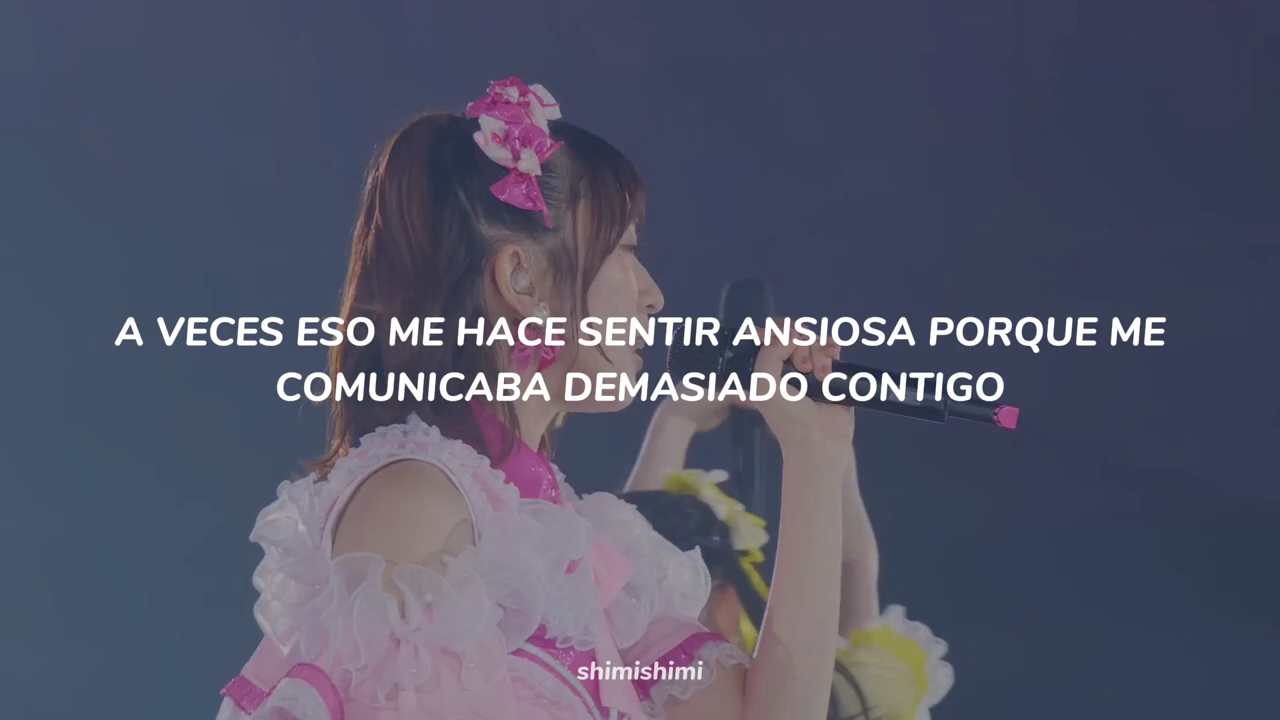 A VECES ESO ME HACE SENTIR ANSIOSA PORQUE ME
COMUNICABA DEMASIADO CONTIGO
shimishimi